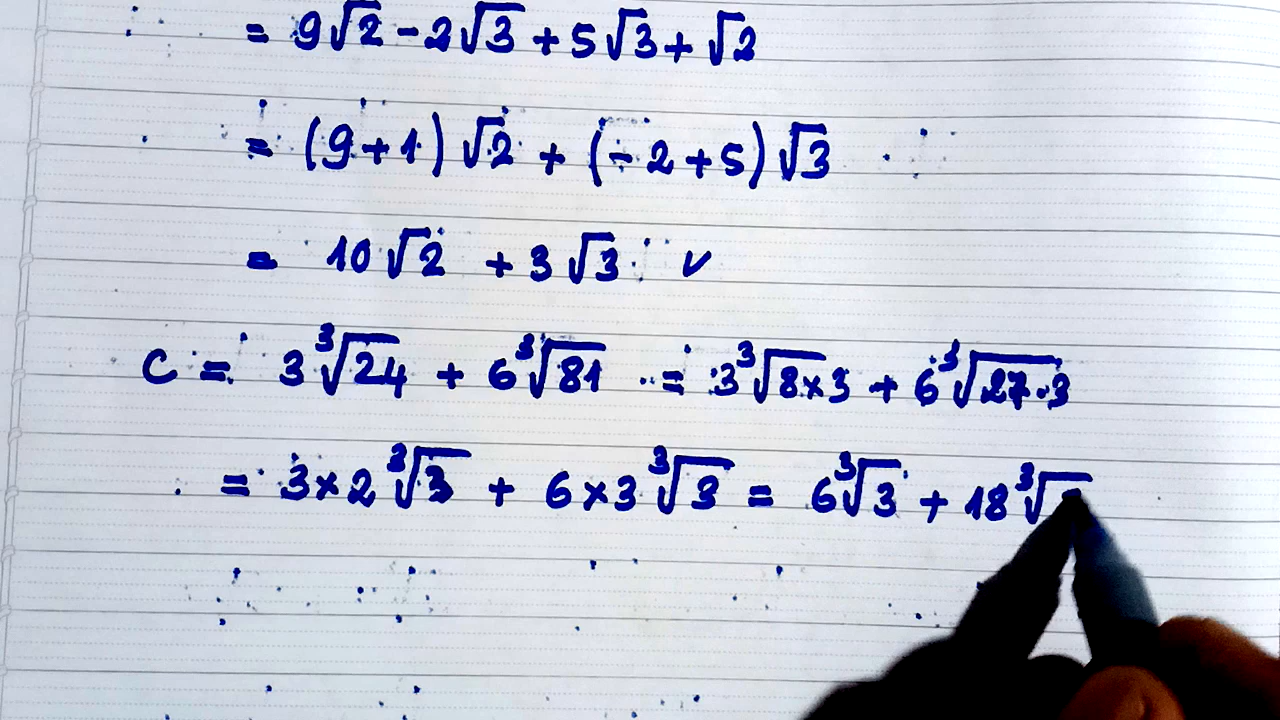 = 9√2 - 2√3 + 5√3 + √2
= (9+1) √2 + (-2+5) √3
= 10√2 + 3√3 ✓
C = 3∛24 + 6∛81 = 3∛8×3 + 6∛27·3
= 3×2∛3 + 6×3∛3 = 6∛3 + 18∛